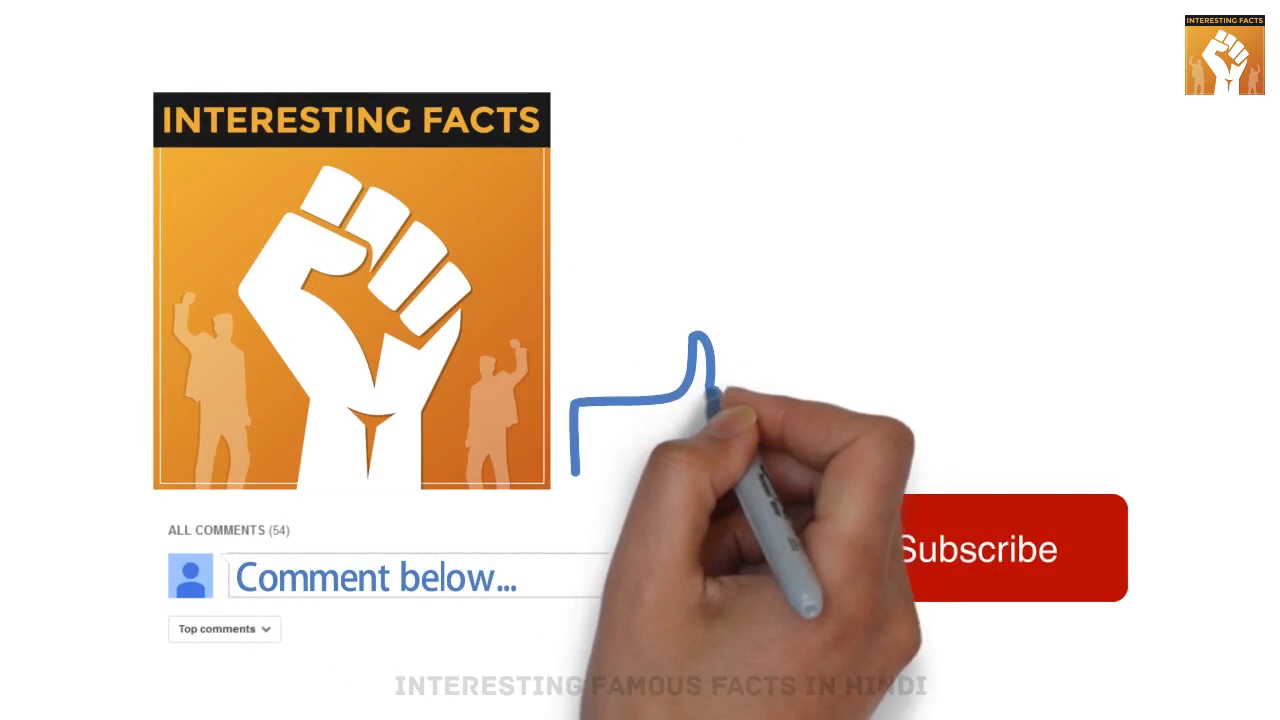 INTERESTING FACTS
INTERESTING FACTS
ALL COMMENTS (54)
Comment below...
Subscribe
Top comments
INTERESTING FAMOUS FACTS IN HINDI